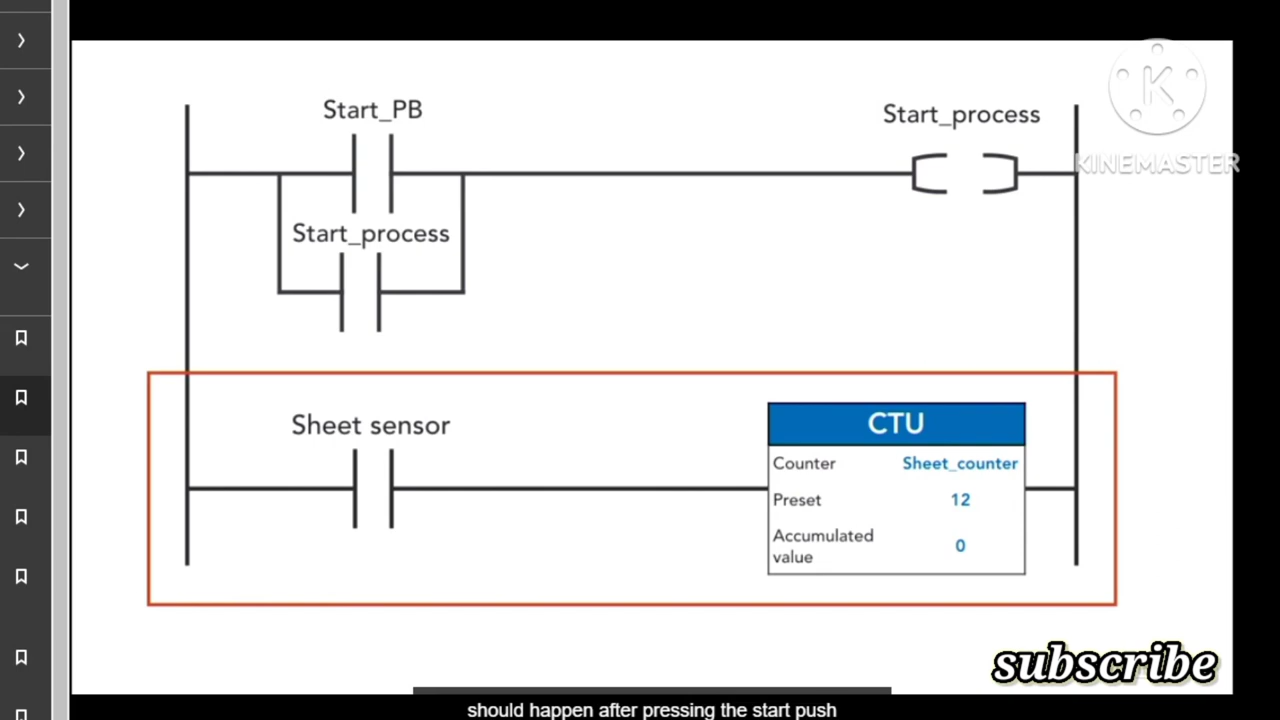 Start_PB
Start_process
KINEMASTER
Start_process
Sheet sensor
CTU
Counter Sheet_counter
Preset 12
Accumulated value 0
subscribe
should happen after pressing the start push